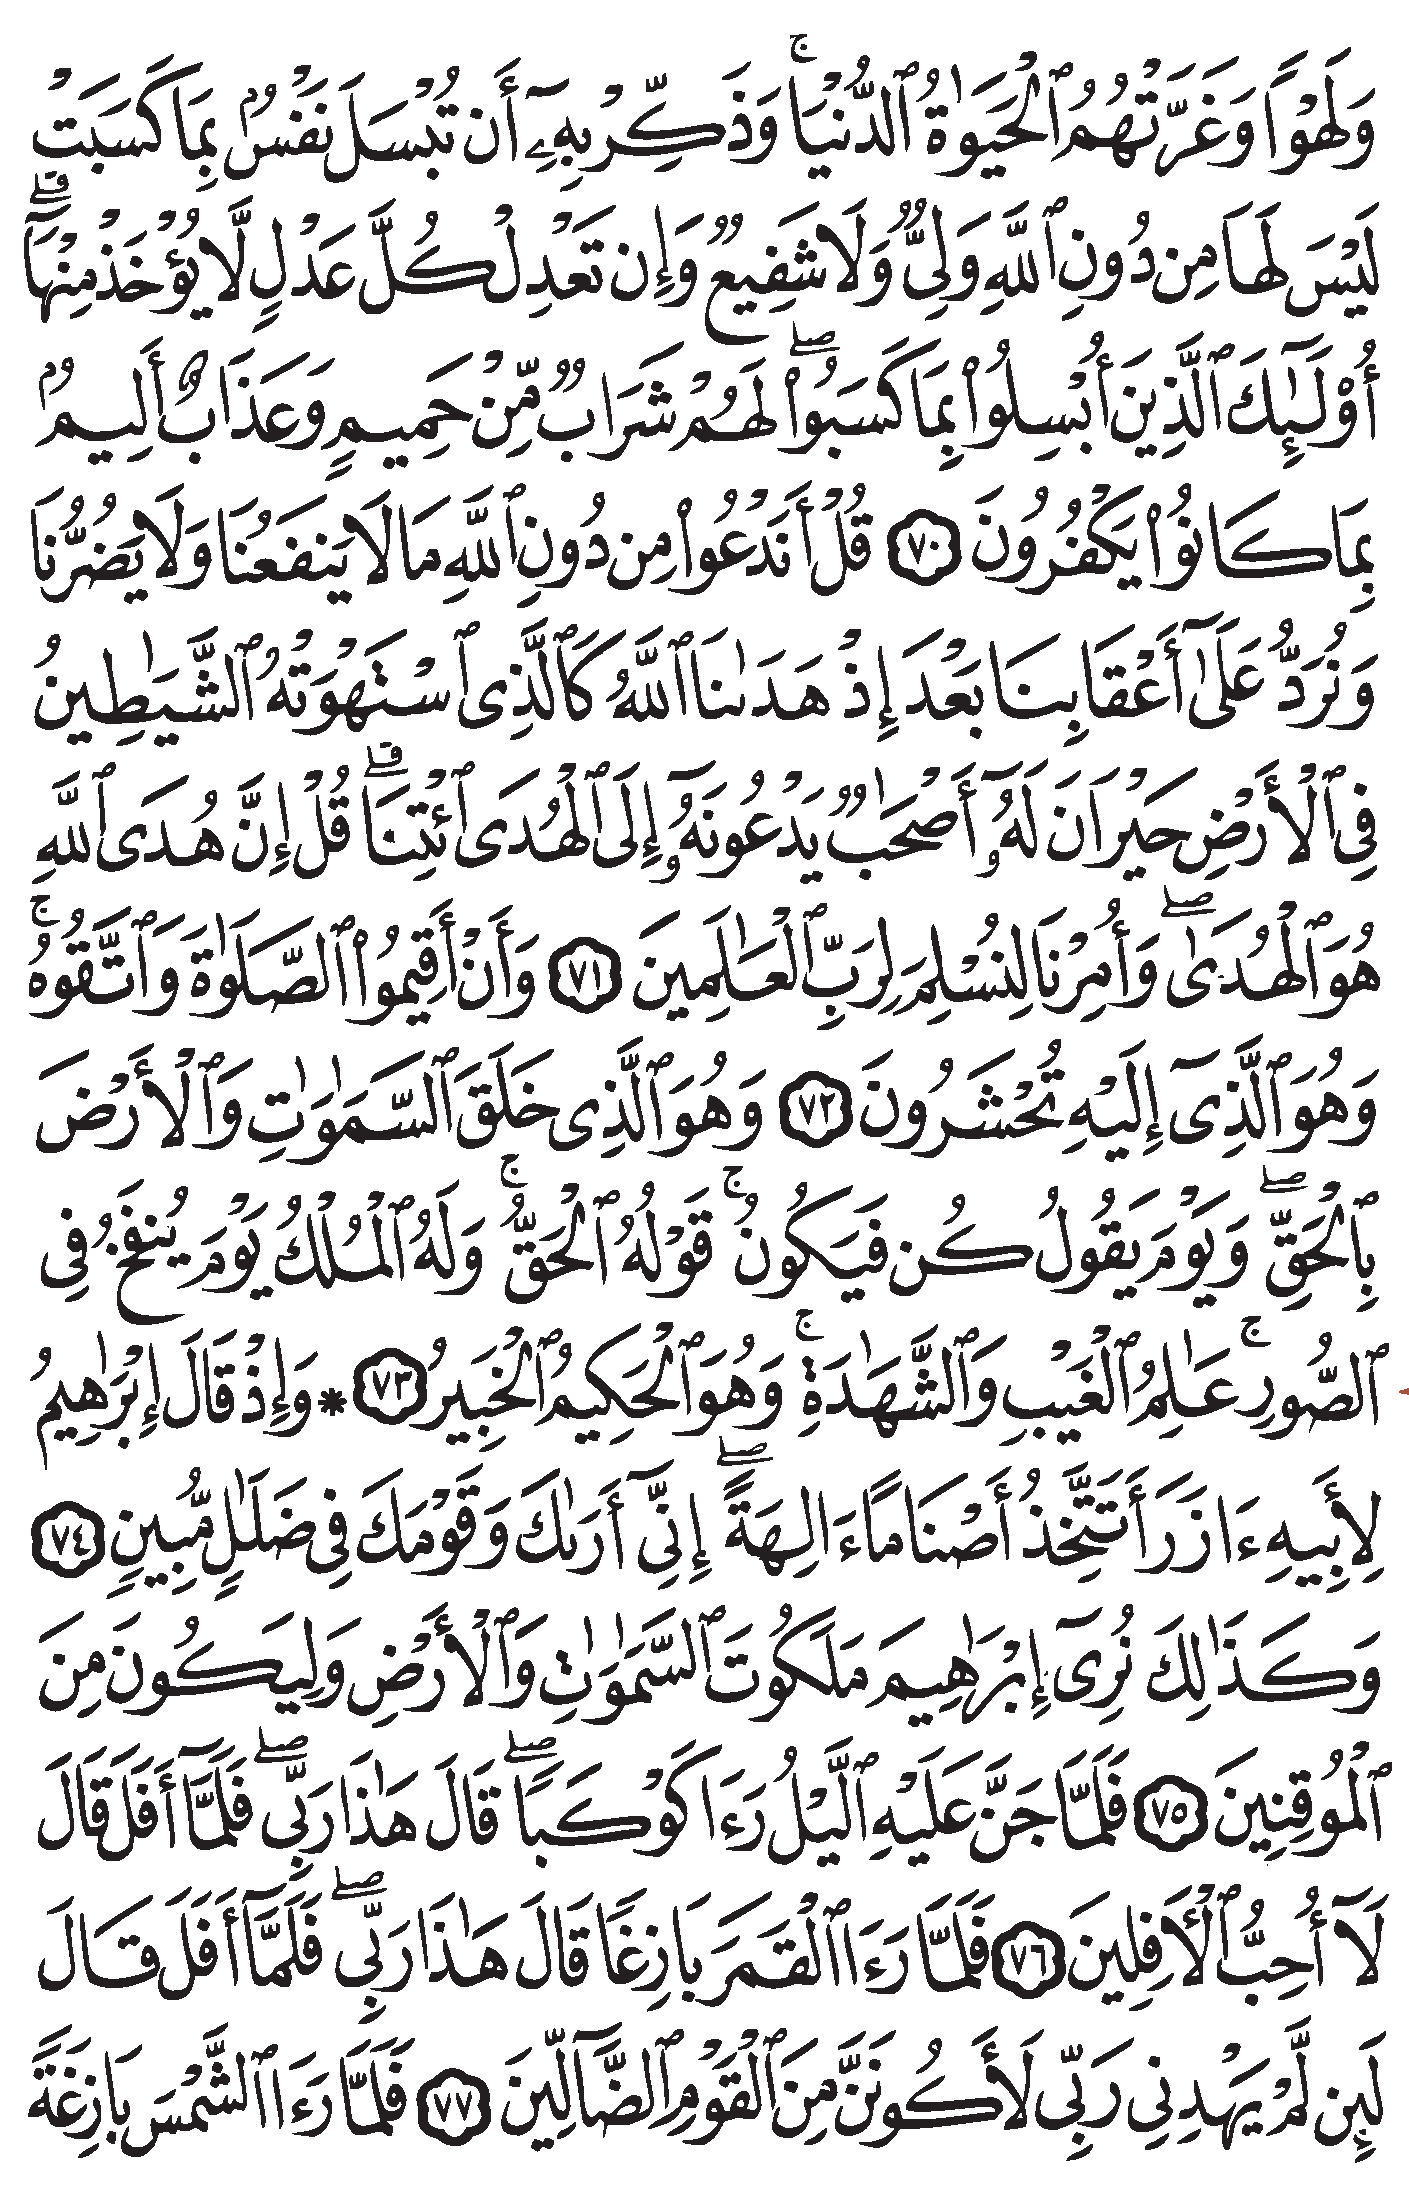 وَلَهْوًا وَغَرَّتْهُمُ ٱلْحَيَوٰةُ ٱلدُّنْيَا ۚ وَذَكِّرْ بِهِۦٓ أَن تُبْسَلَ نَفْسٌۢ بِمَا كَسَبَتْ
لَيْسَ لَهَا مِن دُونِ ٱللَّهِ وَلِىٌّ وَلَا شَفِيعٌ وَإِن تَعْدِلْ كُلَّ عَدْلٍ لَّا يُؤْخَذْ مِنْهَآ ۗ
أُو۟لَـٰٓئِكَ ٱلَّذِينَ أُبْسِلُوا۟ بِمَا كَسَبُوا۟ ۖ لَهُمْ شَرَابٌ مِّنْ حَمِيمٍ وَعَذَابٌ أَلِيمٌۢ
بِمَا كَانُوا۟ يَكْفُرُونَ ٧٠ قُلْ أَنَدْعُوا۟ مِن دُونِ ٱللَّهِ مَا لَا يَنفَعُنَا وَلَا يَضُرُّنَا
وَنُرَدُّ عَلَىٰٓ أَعْقَابِنَا بَعْدَ إِذْ هَدَىٰنَا ٱللَّهُ كَٱلَّذِى ٱسْتَهْوَتْهُ ٱلشَّيَـٰطِينُ
فِى ٱلْأَرْضِ حَيْرَانَ لَهُۥٓ أَصْحَـٰبٌ يَدْعُونَهُۥٓ إِلَى ٱلْهُدَى ٱئْتِنَا ۗ قُلْ إِنَّ هُدَى ٱللَّهِ
هُوَ ٱلْهُدَىٰ ۖ وَأُمِرْنَا لِنُسْلِمَ لِرَبِّ ٱلْعَـٰلَمِينَ ٧١ وَأَنْ أَقِيمُوا۟ ٱلصَّلَوٰةَ وَٱتَّقُوهُ ۚ
وَهُوَ ٱلَّذِىٓ إِلَيْهِ تُحْشَرُونَ ٧٢ وَهُوَ ٱلَّذِى خَلَقَ ٱلسَّمَـٰوَٰتِ وَٱلْأَرْضَ
بِٱلْحَقِّ ۖ وَيَوْمَ يَقُولُ كُن فَيَكُونُ ۚ قَوْلُهُ ٱلْحَقُّ ۚ وَلَهُ ٱلْمُلْكُ يَوْمَ يُنفَخُ فِى
ٱلصُّورِ ۚ عَـٰلِمُ ٱلْغَيْبِ وَٱلشَّهَـٰدَةِ ۚ وَهُوَ ٱلْحَكِيمُ ٱلْخَبِيرُ ٧٣ * وَإِذْ قَالَ إِبْرَٰهِيمُ
لِأَبِيهِ ءَازَرَ أَتَتَّخِذُ أَصْنَامًا ءَالِهَةً ۖ إِنِّىٓ أَرَىٰكَ وَقَوْمَكَ فِى ضَلَـٰلٍ مُّبِينٍ ٧٤
وَكَذَٰلِكَ نُرِىٓ إِبْرَٰهِيمَ مَلَكُوتَ ٱلسَّمَـٰوَٰتِ وَٱلْأَرْضِ وَلِيَكُونَ مِنَ
ٱلْمُوقِنِينَ ٧٥ فَلَمَّا جَنَّ عَلَيْهِ ٱلَّيْلُ رَءَا كَوْكَبًا ۖ قَالَ هَـٰذَا رَبِّى ۖ فَلَمَّآ أَفَلَ قَالَ
لَآ أُحِبُّ ٱلْأَفِلِينَ ٧٦ فَلَمَّا رَءَا ٱلْقَمَرَ بَازِغًا قَالَ هَـٰذَا رَبِّى ۖ فَلَمَّآ أَفَلَ قَالَ
لَئِن لَّمْ يَهْدِنِى رَبِّى لَأَكُونَنَّ مِنَ ٱلْقَوْمِ ٱلضَّآلِّينَ ٧٧ فَلَمَّا رَءَا ٱلشَّمْسَ بَازِغَةً